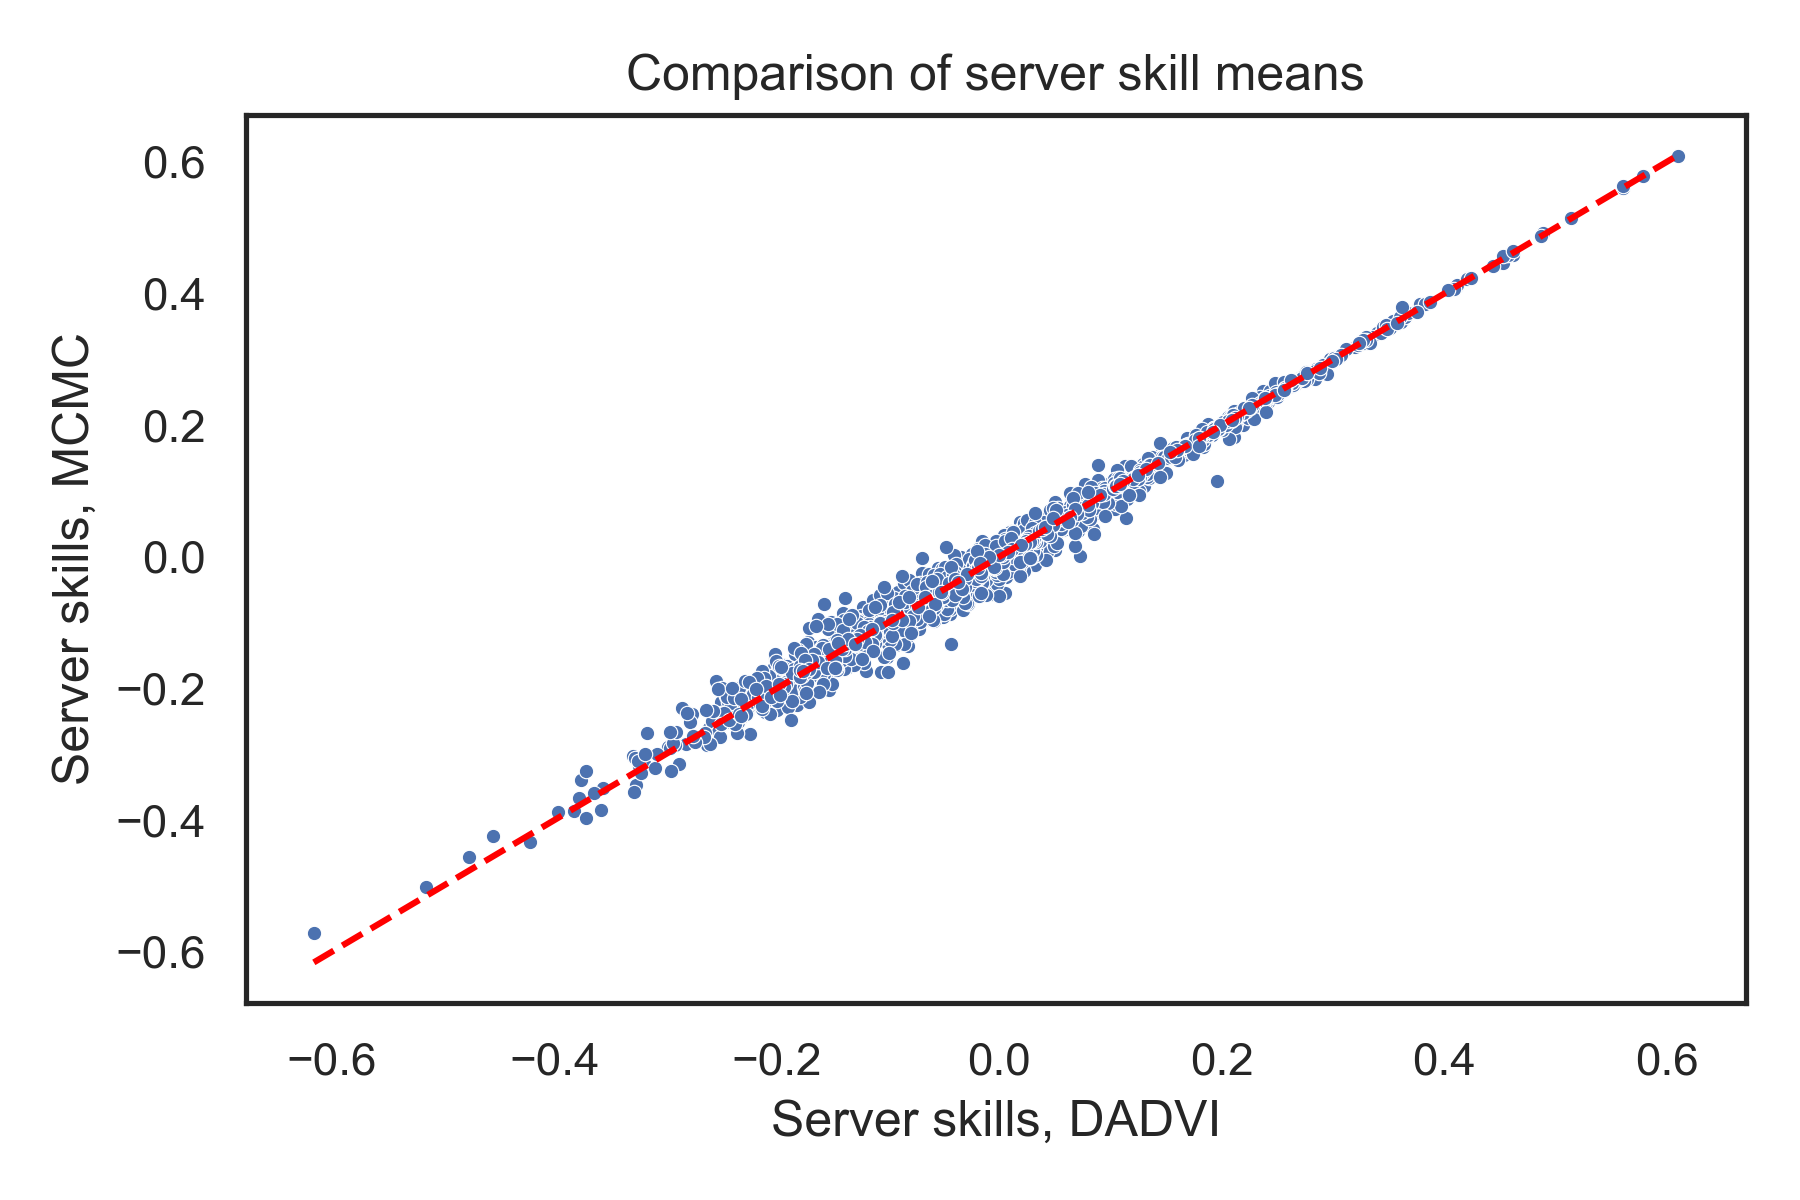 Comparison of server skill means
Server skills, MCMC
0.6
0.4
0.2
0.0
−0.2
−0.4
−0.6
−0.6 −0.4 −0.2 0.0 0.2 0.4 0.6
Server skills, DADVI